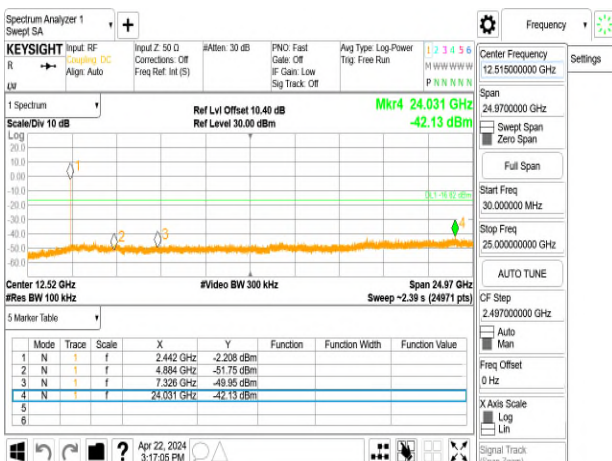 Spectrum Analyzer 1
Swept SA
Frequency
KEYSIGHT
R
Input: RF
Coupling: DC
Align: Auto
Input Z: 50 Ω
Corrections: Off
Freq Ref: Int (S)
#Atten: 30 dB
PNO: Fast
Gate: Off
IF Gain: Low
Sig Track: Off
Avg Type: Log-Power
Trig: Free Run
1 2 3 4 5 6
M W W W W W
P N N N N N
1 Spectrum
Scale/Div 10 dB
Ref Lvl Offset 10.40 dB
Ref Level 30.00 dBm
Mkr4 24.031 GHz
-42.13 dBm
Log
20.0
10.0
0.00
-10.0
-20.0
-30.0
-40.0
-50.0
-60.0
1
2
3
4
Center 12.52 GHz
#Res BW 100 kHz
#Video BW 300 kHz
Span 24.97 GHz
Sweep ~2.39 s (24971 pts)
5 Marker Table
Mode Trace Scale X Y Function Function Width Function Value
1 N 1 f 2.442 GHz -2.208 dBm
2 N 1 f 4.884 GHz -51.75 dBm
3 N 1 f 7.326 GHz -49.95 dBm
4 N 1 f 24.031 GHz -42.13 dBm
5
6
?
Apr 22, 2024
3:17:05 PM
Center Frequency
12.515000000 GHz
Settings
Span
24.9700000 GHz
Swept Span
Zero Span
Full Span
Start Freq
30.000000 MHz
Stop Freq
25.000000000 GHz
AUTO TUNE
CF Step
2.497000000 GHz
Auto
Man
Freq Offset
0 Hz
X Axis Scale
Log
Lin
Signal Track